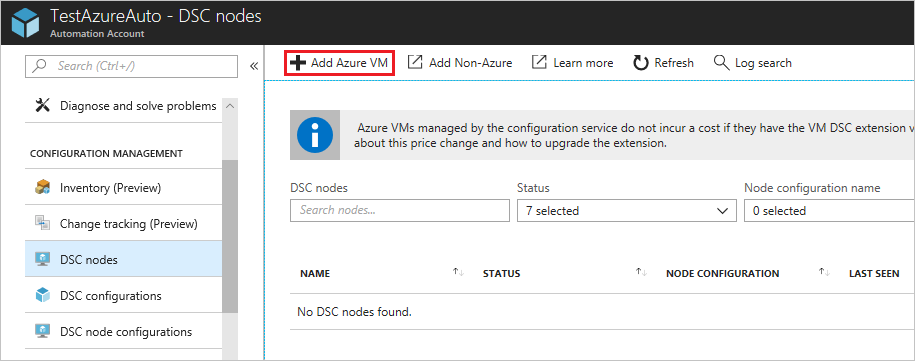 TestAzureAuto - DSC nodes
Automation Account
Search (Ctrl+/)
«
Diagnose and solve problems
CONFIGURATION MANAGEMENT
Inventory (Preview)
Change tracking (Preview)
DSC nodes
DSC configurations
DSC node configurations
Add Azure VM
Add Non-Azure
Learn more
Refresh
Log search
Azure VMs managed by the configuration service do not incur a cost if they have the VM DSC extension v
about this price change and how to upgrade the extension.
DSC nodes
Status
Node configuration name
Search nodes...
7 selected
0 selected
NAME
STATUS
NODE CONFIGURATION
LAST SEEN
No DSC nodes found.